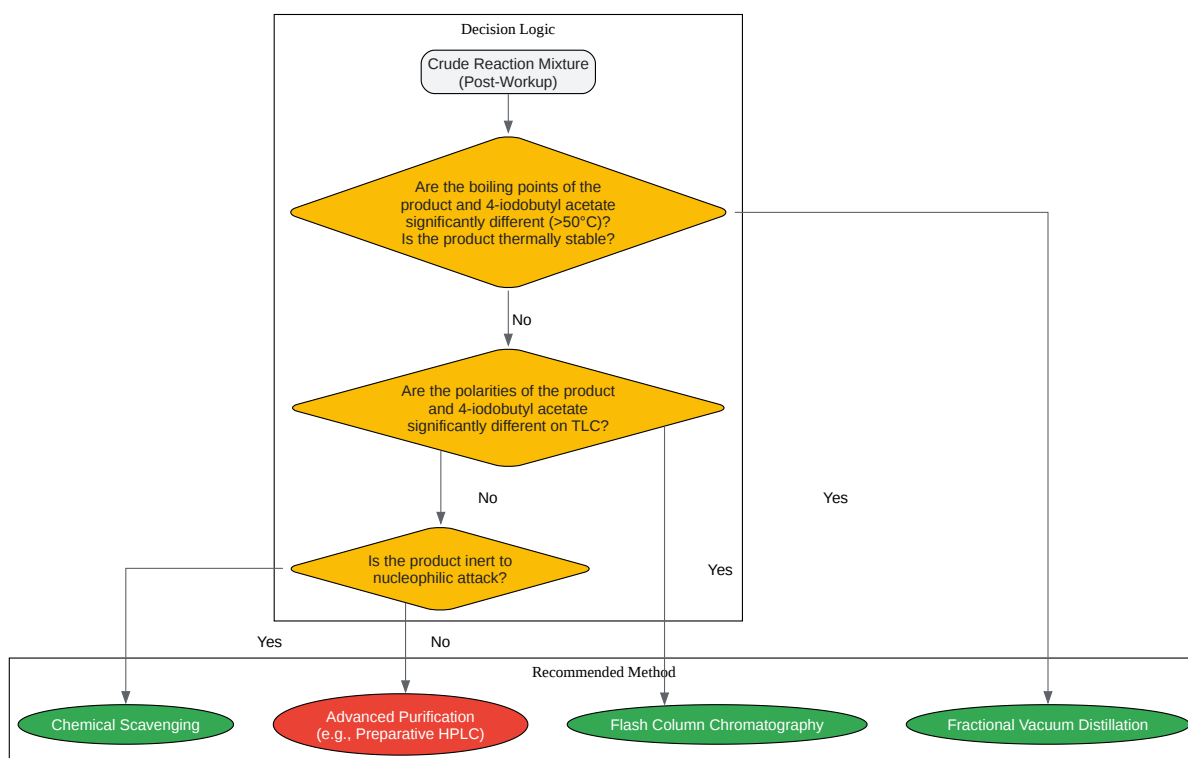 Decision Logic
Crude Reaction Mixture
(Post-Workup)
Are the boiling points of the
product and 4-iodobutyl acetate
significantly different (>50°C)?
Is the product thermally stable?
No
Are the polarities of the product
and 4-iodobutyl acetate
significantly different on TLC?
No
Yes
Is the product inert to
nucleophilic attack?
Yes
Yes
No
Recommended Method
Chemical Scavenging
Advanced Purification
(e.g., Preparative HPLC)
Flash Column Chromatography
Fractional Vacuum Distillation